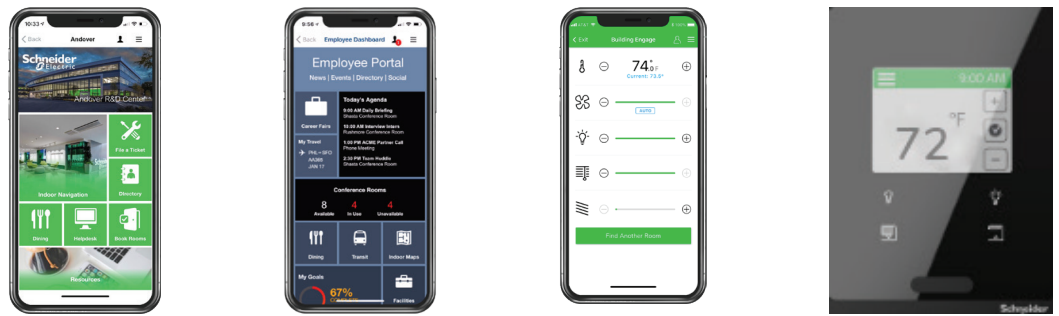 10:33
Back
Andover
Schneider
Electric
Andover R&D Center
File a Ticket
Indoor Navigation
Directory
Dining
Helpdesk
Book Rooms
Resources
9:58
Back
Employee Dashboard
Employee Portal
News | Events | Directory | Social
Career Fairs
Today's Agenda
9:00 AM Daily Briefing
Shasta Conference Room
10:00 AM Interview Intern
Rushmore Conference Room
1:00 PM ACME Partner Call
Phone Meeting
2:30 PM Team Huddle
Shasta Conference Room
My Travel
PHL - SFO
AA265
JAN 17
Conference Rooms
8
4
4
Available
In Use
Unavailable
Dining
Transit
Indoor Maps
My Goals
67%
Facilities
Exit
Building Engage
74.0°F
Current: 73.6°
AUTO
Find Another Room
9:00 AM
72 °F
Schneider